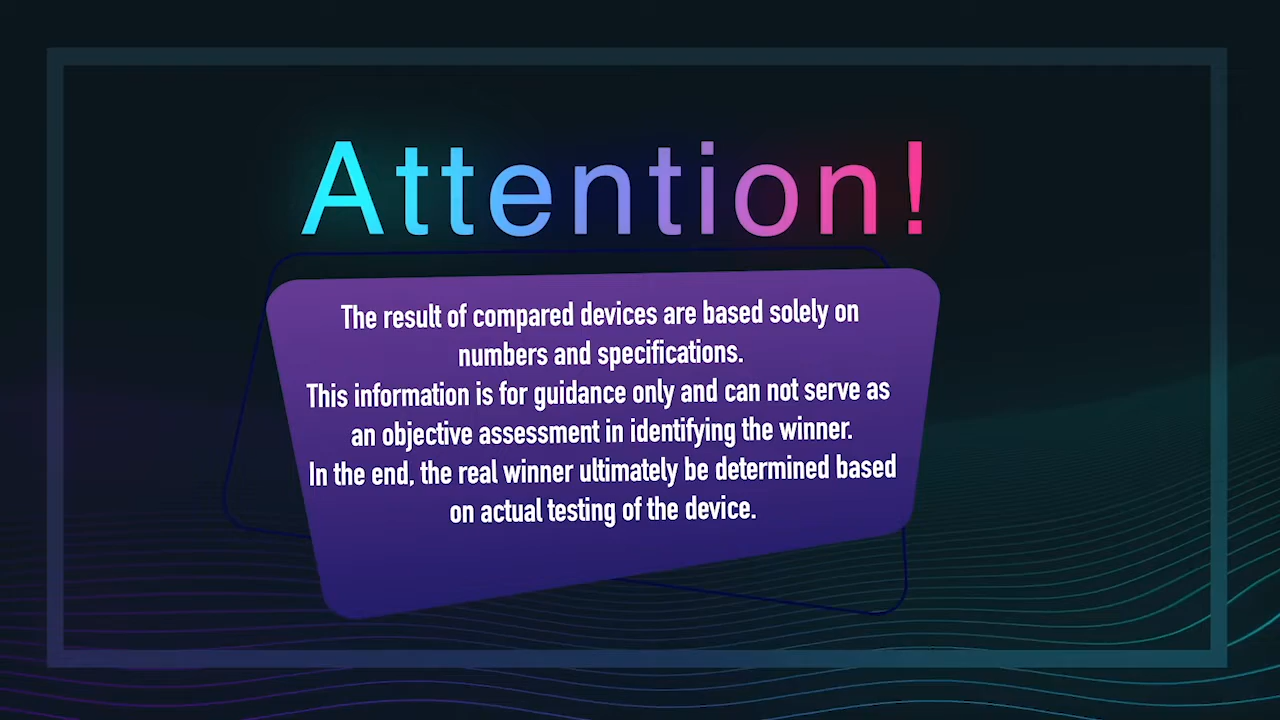 Attention!
The result of compared devices are based solely on
numbers and specifications.
This information is for guidance only and can not serve as
an objective assessment in identifying the winner.
In the end, the real winner ultimately be determined based
on actual testing of the device.